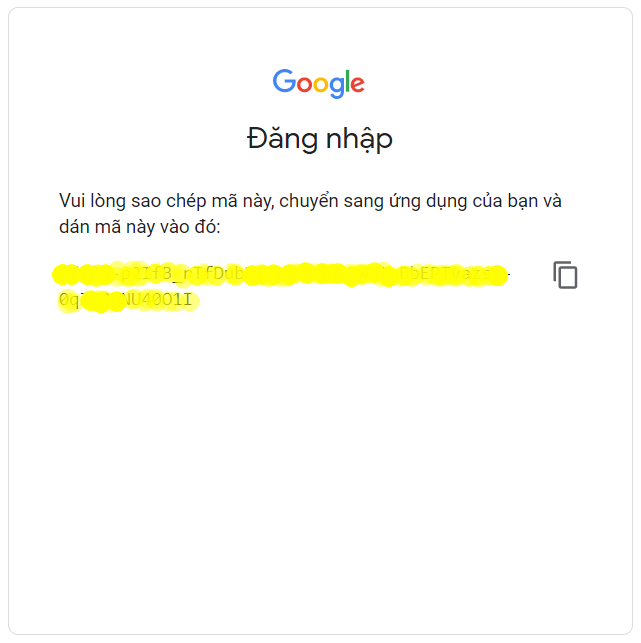 Google
Đăng nhập
Vui lòng sao chép mã này, chuyển sang ứng dụng của bạn và
dán mã này vào đó: